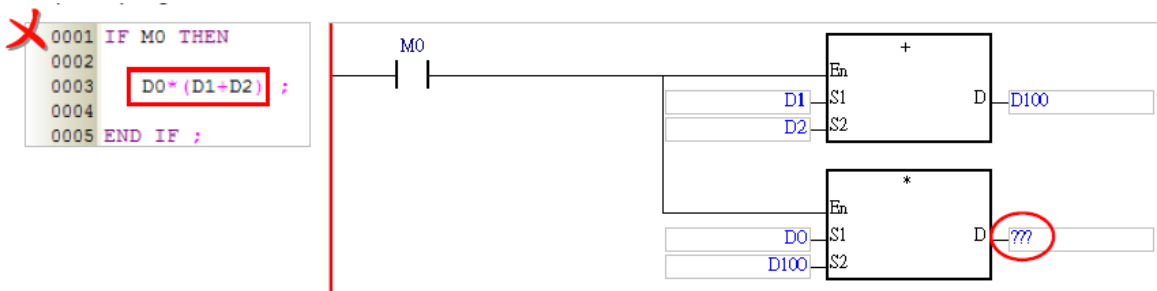 0001 IF M0 THEN
0002
0003 D0*(D1+D2) ;
0004
0005 END IF ;
M0
+
En
D1 S1 D D100
D2 S2
*
En
D0 S1 D ???
D100 S2